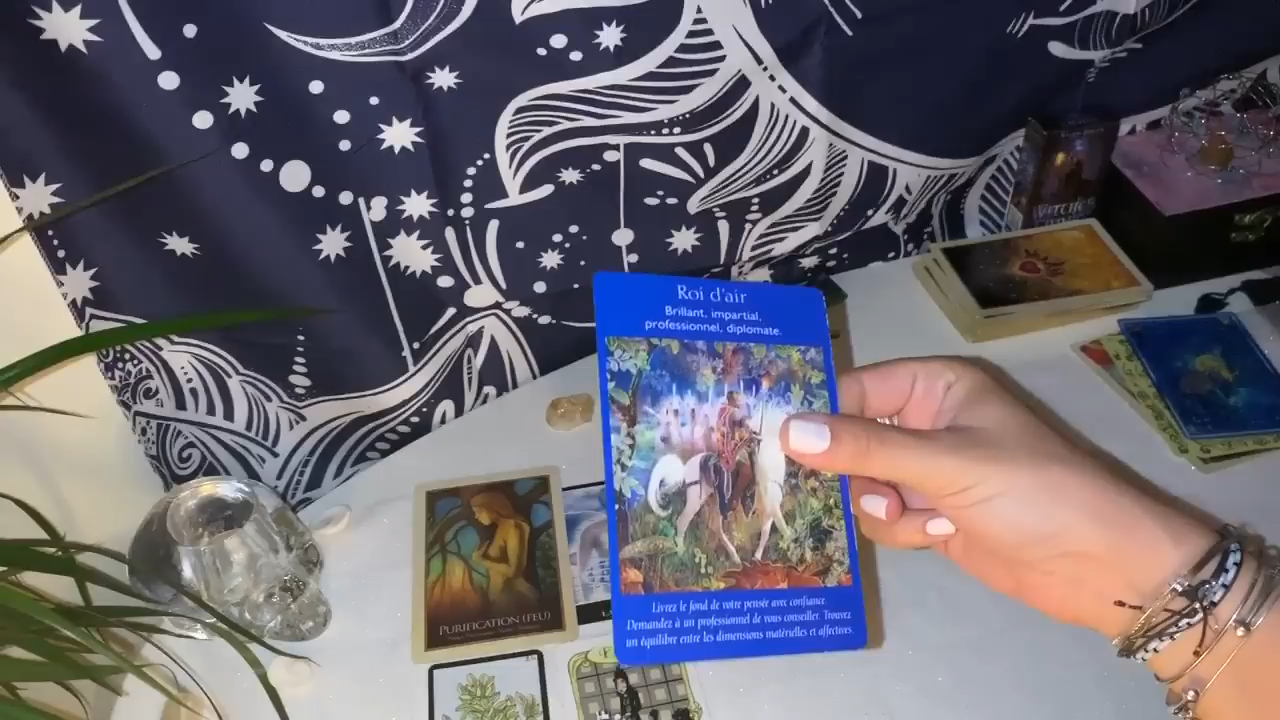 Roi d'air
Brillant, impartial,
professionnel, diplomate.
Livrez le fond de votre pensée avec confiance.
Demandez à un professionnel de vous conseiller. Trouvez
un équilibre entre les dimensions matérielles et affectives.
PURIFICATION (FEU)
WITCHES